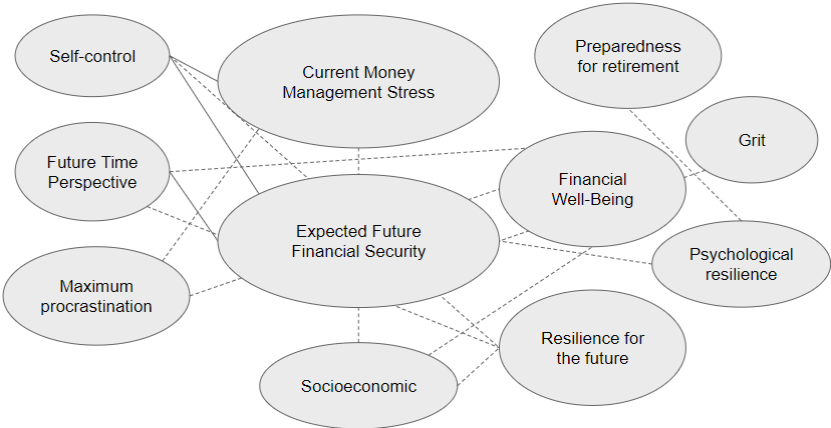 Self-control
Current Money
Management Stress
Preparedness
for retirement
Grit
Future Time
Perspective
Financial
Well-Being
Expected Future
Financial Security
Psychological
resilience
Maximum
procrastination
Resilience for
the future
Socioeconomic